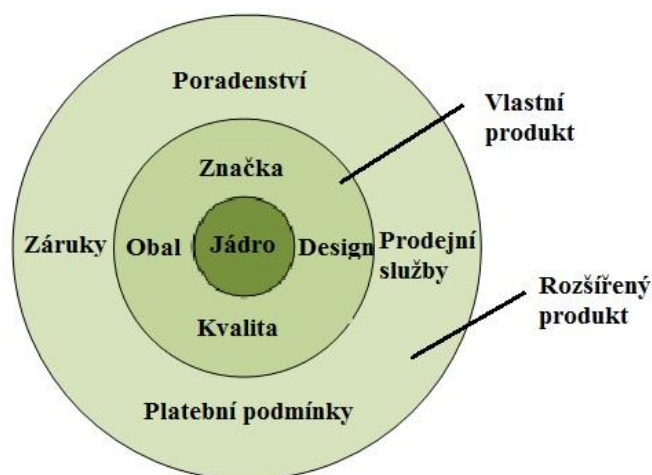 Poradenství
Vlastní
produkt
Značka
Záruky
Obal
Jádro
Design
Prodejní
služby
Rozšířený
produkt
Kvalita
Platební podmínky